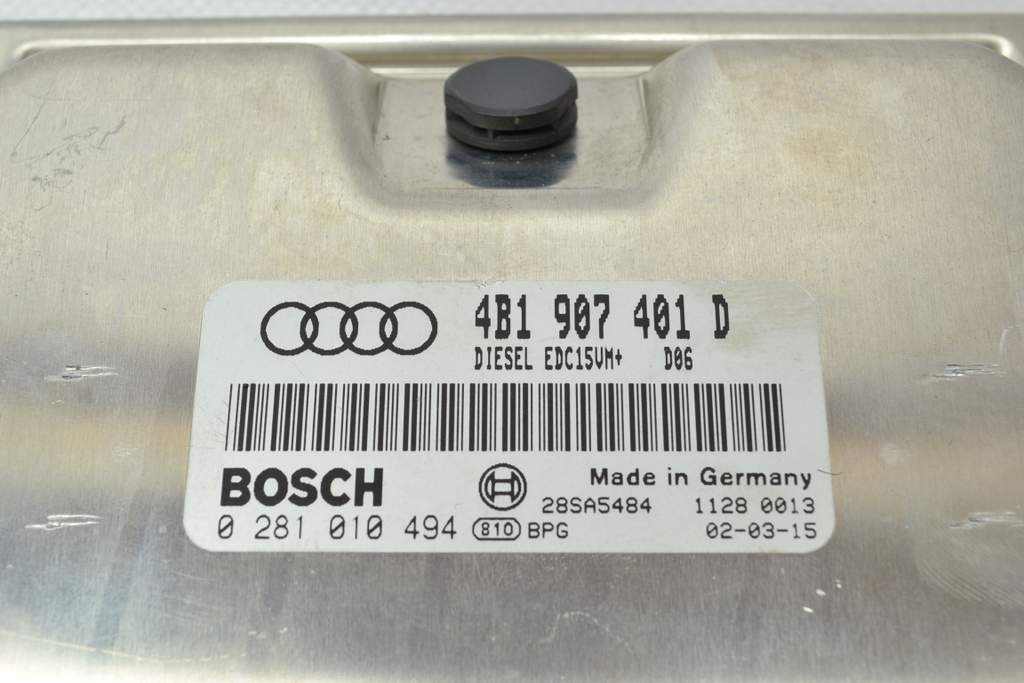 4B1 907 401 D
DIESEL EDC15VM+ D06
BOSCH
Made in Germany
28SA5484 1128 0013
0 281 010 494 810 BPG 02-03-15